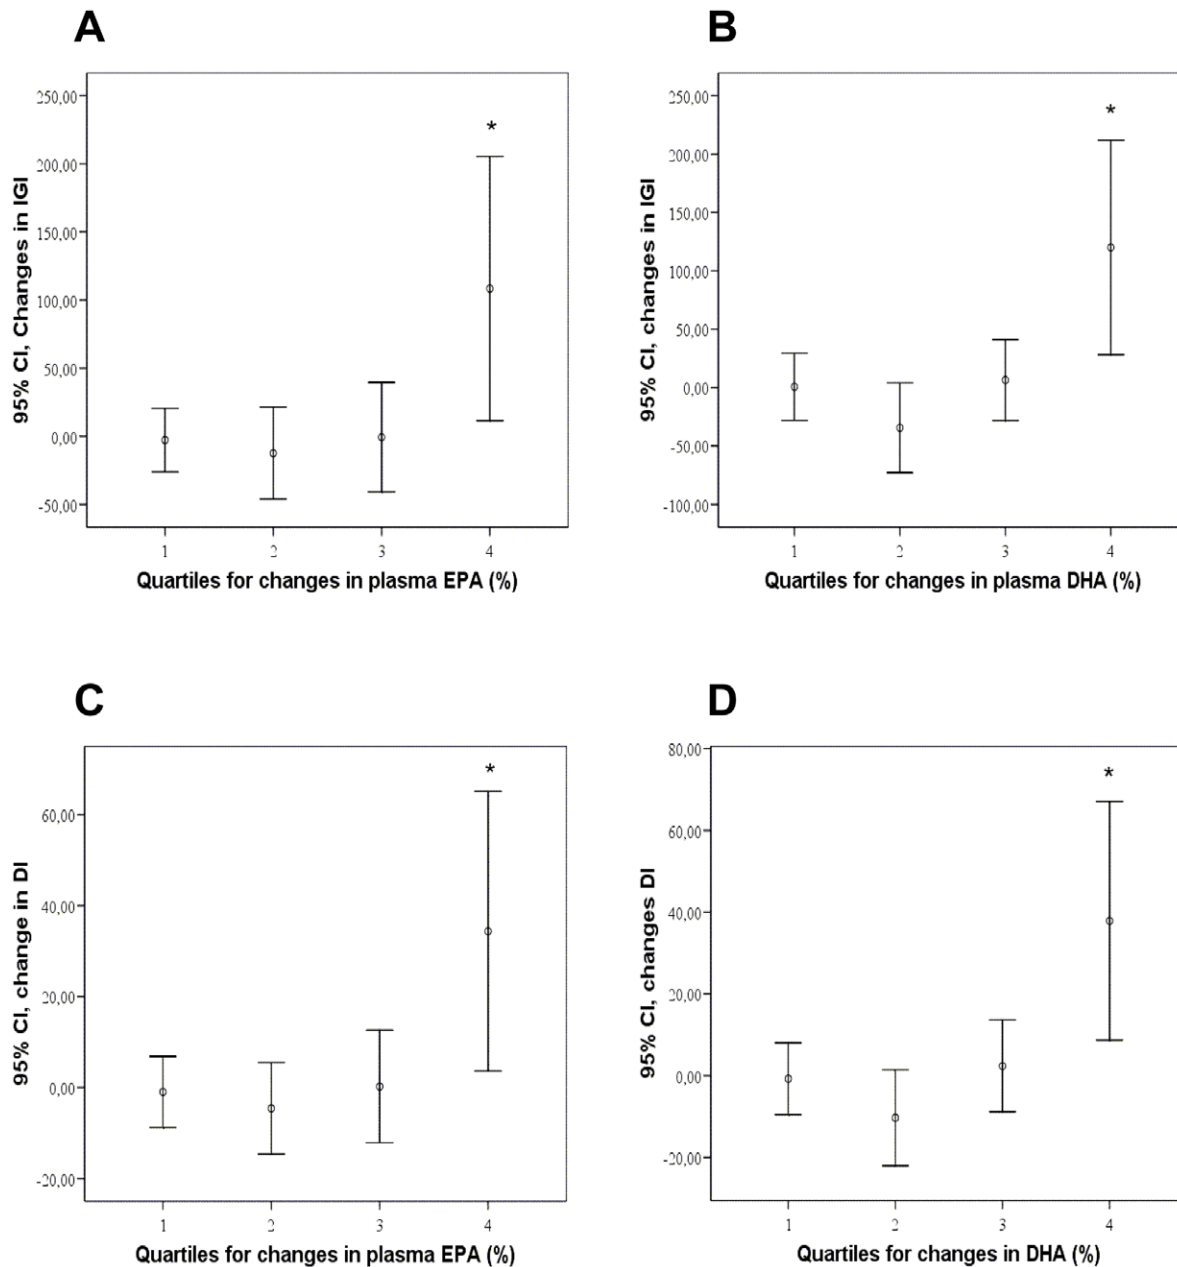 A
95% CI, Changes in IGI
250,00
200,00
150,00
100,00
50,00
0,00
-50,00
*
1 2 3 4
Quartiles for changes in plasma EPA (%)
B
95% CI, changes in IGI
250,00
200,00
150,00
100,00
50,00
0,00
-50,00
-100,00
*
1 2 3 4
Quartiles for changes in plasma DHA (%)
C
95% CI, change in DI
60,00
40,00
20,00
0,00
-20,00
*
1 2 3 4
Quartiles for changes in plasma EPA (%)
D
95% CI, changes DI
80,00
60,00
40,00
20,00
0,00
-20,00
*
1 2 3 4
Quartiles for changes in DHA (%)